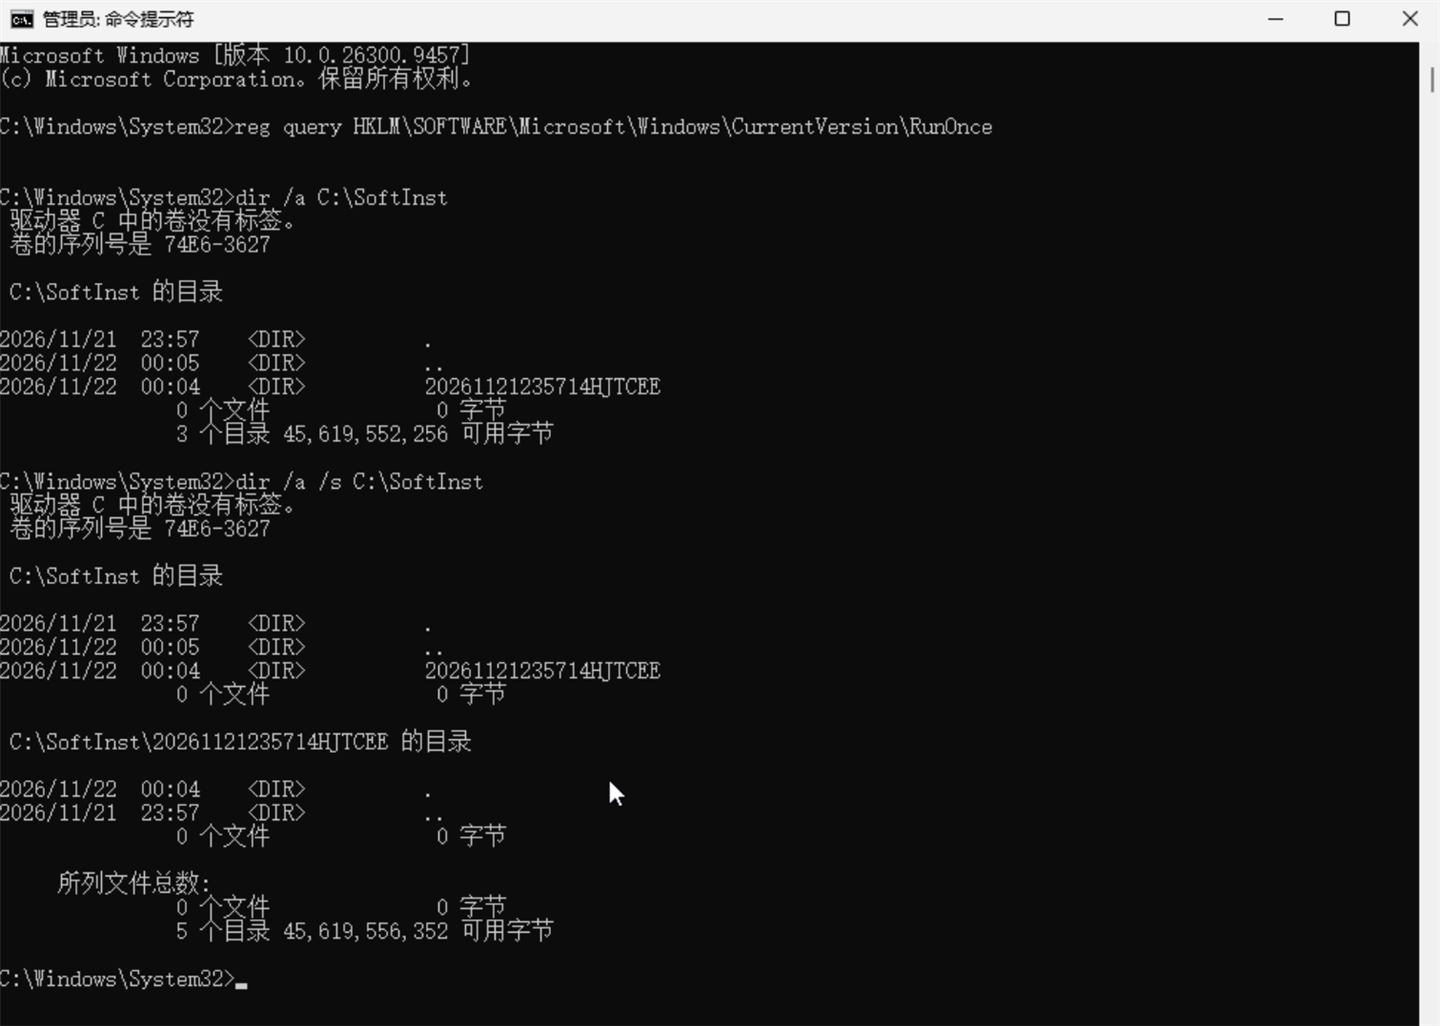 管理员: 命令提示符
Microsoft Windows [版本 10.0.26300.9457]
(c) Microsoft Corporation。保留所有权利。
C:\Windows\System32>reg query HKLM\SOFTWARE\Microsoft\Windows\CurrentVersion\RunOnce
C:\Windows\System32>dir /a C:\SoftInst
驱动器 C 中的卷没有标签。
卷的序列号是 74E6-3627
C:\SoftInst 的目录
2026/11/21  23:57    <DIR>          .
2026/11/22  00:05    <DIR>          ..
2026/11/22  00:04    <DIR>          20261121235714HJTCEE
0 个文件              0 字节
3 个目录 45,619,552,256 可用字节
C:\Windows\System32>dir /a /s C:\SoftInst
驱动器 C 中的卷没有标签。
卷的序列号是 74E6-3627
C:\SoftInst 的目录
2026/11/21  23:57    <DIR>          .
2026/11/22  00:05    <DIR>          ..
2026/11/22  00:04    <DIR>          20261121235714HJTCEE
0 个文件              0 字节
C:\SoftInst\20261121235714HJTCEE 的目录
2026/11/22  00:04    <DIR>          .
2026/11/21  23:57    <DIR>          ..
0 个文件              0 字节
所列文件总数:
0 个文件              0 字节
5 个目录 45,619,556,352 可用字节
C:\Windows\System32>